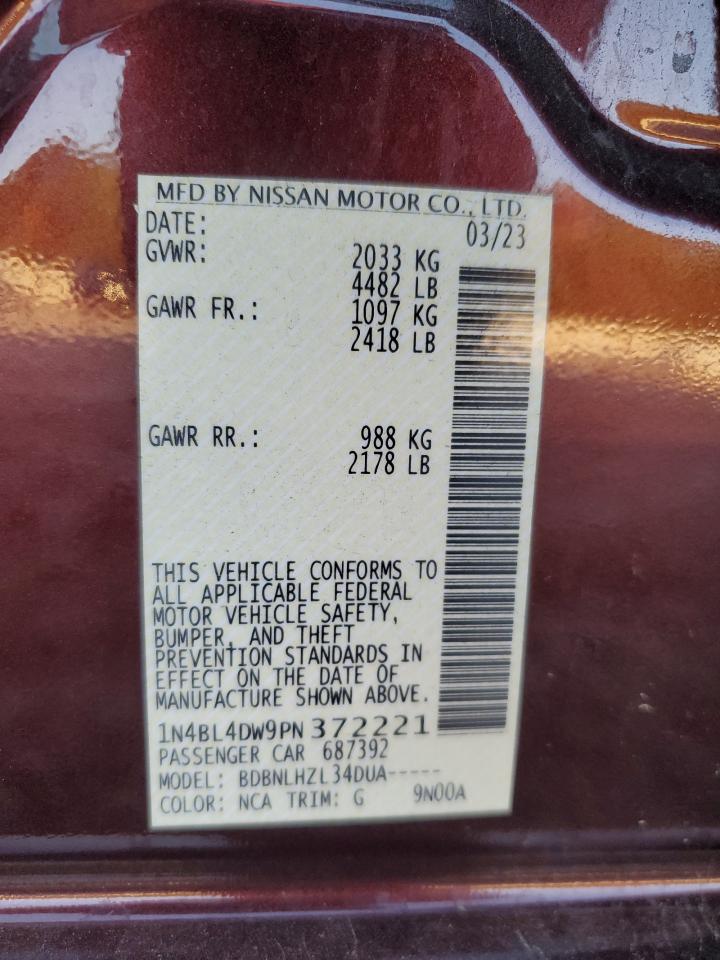 MFD BY NISSAN MOTOR CO., LTD.
DATE: 03/23
GVWR: 2033 KG
4482 LB
GAWR FR.: 1097 KG
2418 LB
GAWR RR.: 988 KG
2178 LB
THIS VEHICLE CONFORMS TO
ALL APPLICABLE FEDERAL
MOTOR VEHICLE SAFETY,
BUMPER, AND THEFT
PREVENTION STANDARDS IN
EFFECT ON THE DATE OF
MANUFACTURE SHOWN ABOVE.
1N4BL4DW9PN372221
PASSENGER CAR 687392
MODEL: BDBNLHZL34DUA-----
COLOR: NCA TRIM: G 9N00A